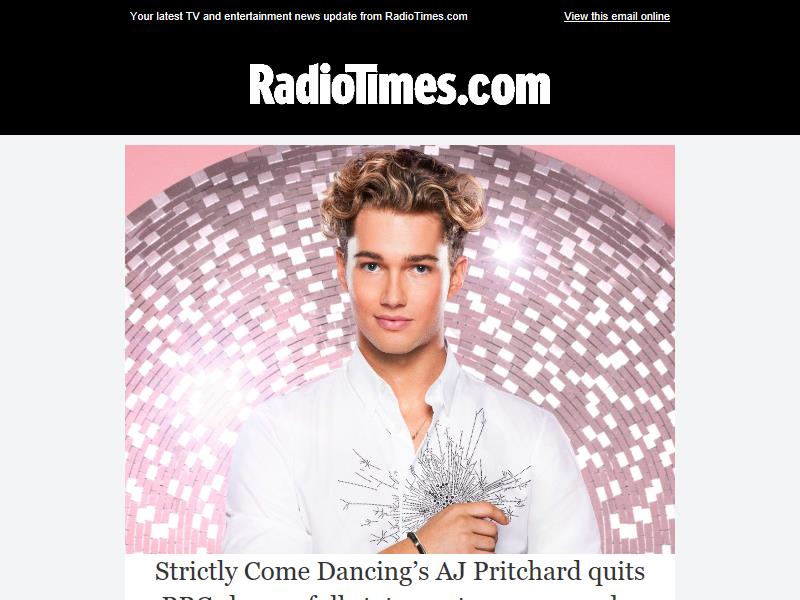 Your latest TV and entertainment news update from RadioTimes.com
View this email online
RadioTimes.com
Strictly Come Dancing’s AJ Pritchard quits